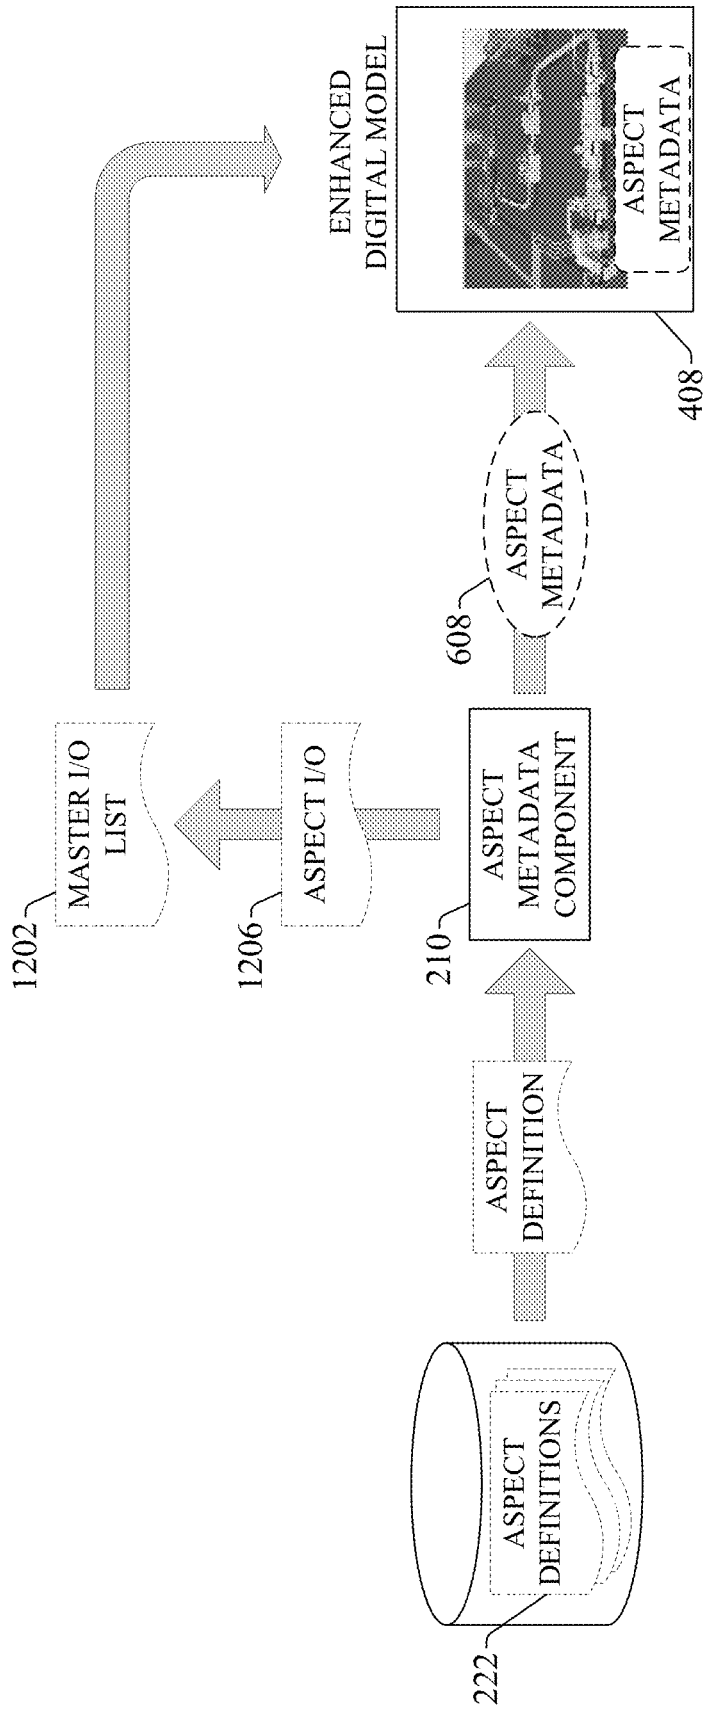 1202
MASTER I/O
LIST
1206
ASPECT I/O
222
ASPECT
DEFINITIONS
ASPECT
DEFINITION
210
ASPECT
METADATA
COMPONENT
608
ASPECT
METADATA
ENHANCED
DIGITAL MODEL
ASPECT
METADATA
408